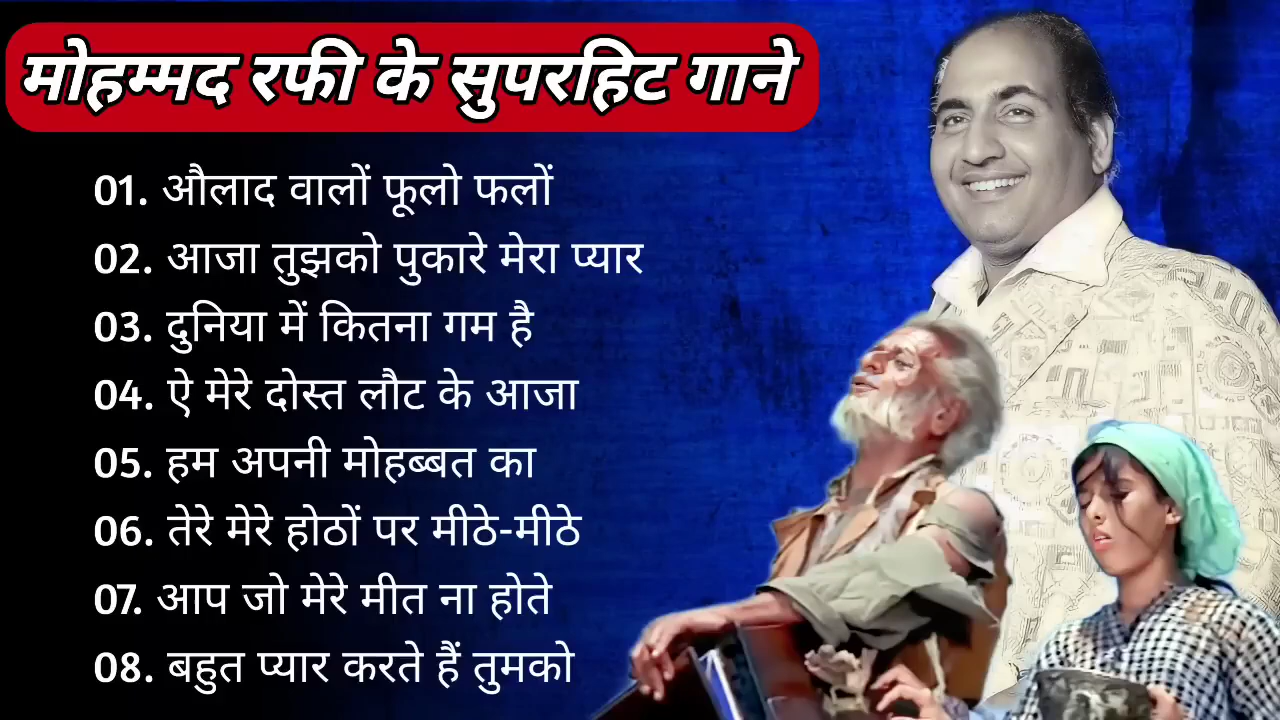 मोहम्मद रफी के सुपरहिट गाने
01. औलाद वालों फूलो फलों
02. आजा तुझको पुकारे मेरा प्यार
03. दुनिया में कितना गम है
04. ऐ मेरे दोस्त लौट के आजा
05. हम अपनी मोहब्बत का
06. तेरे मेरे होठों पर मीठे-मीठे
07. आप जो मेरे मीत ना होते
08. बहुत प्यार करते हैं तुमको